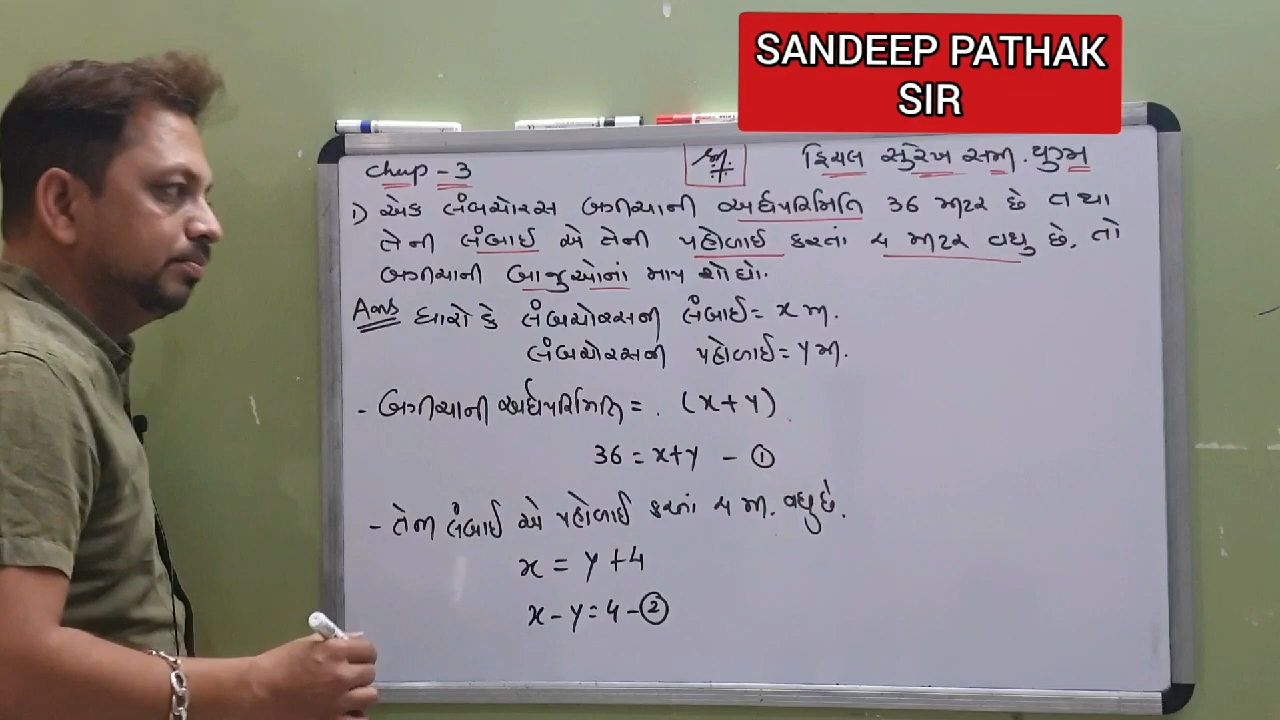 SANDEEP PATHAK
SIR
Chap - 3
દ્વિચલ સુરેખ સમી. યુગ્મ
1) એક લંબચોરસ બગીચાની અર્ધપરિમિતિ 36 મીટર છે તથા
તેની લંબાઈ એ તેની પહોળાઈ કરતાં ૪ મીટર વધુ છે. તો
બગીચાની બાજુઓનાં માપ શોધો.
Ans ધારો કે લંબચોરસની લંબાઈ = x મી.
લંબચોરસની પહોળાઈ = y મી.
- બગીચાની અર્ધપરિમિતિ = . (x + y)
36 = x+y - ①
- તેની લંબાઈ એ પહોળાઈ કરતાં ૪ મી. વધુ છે.
x = y + 4
x - y = 4 - ②